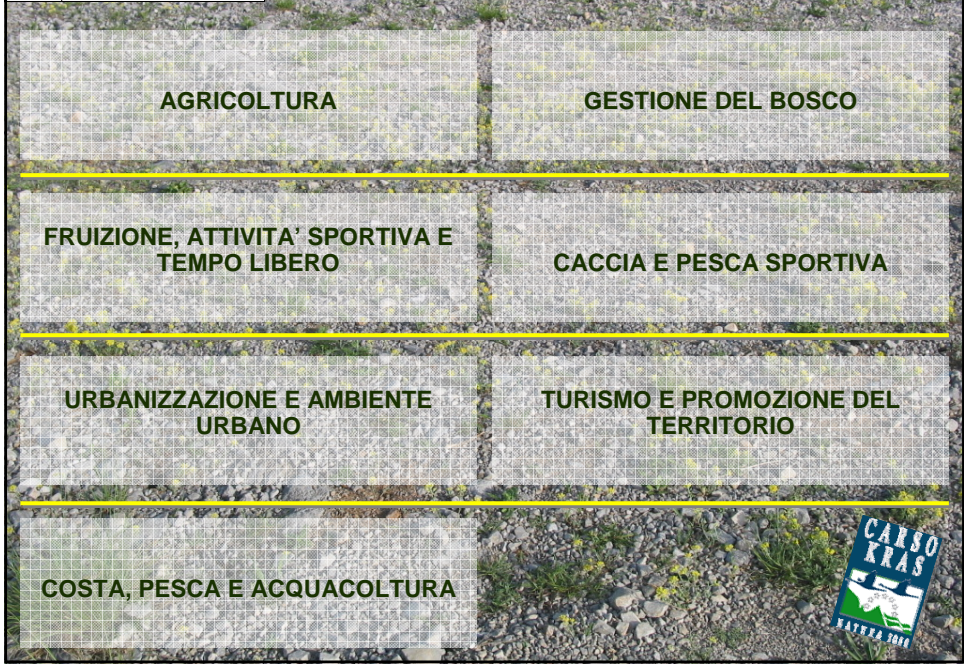 AGRICOLTURA
GESTIONE DEL BOSCO
FRUIZIONE, ATTIVITA’ SPORTIVA E
TEMPO LIBERO
CACCIA E PESCA SPORTIVA
URBANIZZAZIONE E AMBIENTE
URBANO
TURISMO E PROMOZIONE DEL
TERRITORIO
COSTA, PESCA E ACQUACOLTURA
CARSO
KRAS
NATURA 2000